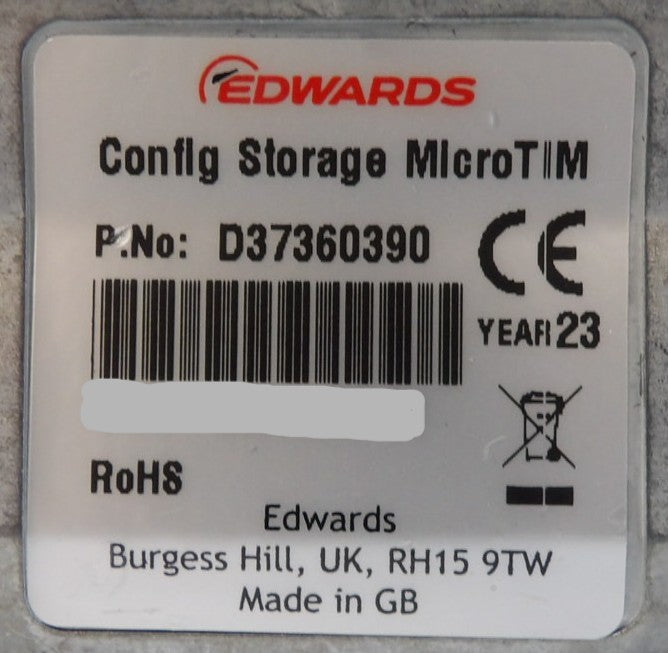 EDWARDS
Config Storage MicroTIM
P.No: D37360390
CE
YEAR 23
RoHS
Edwards
Burgess Hill, UK, RH15 9TW
Made in GB